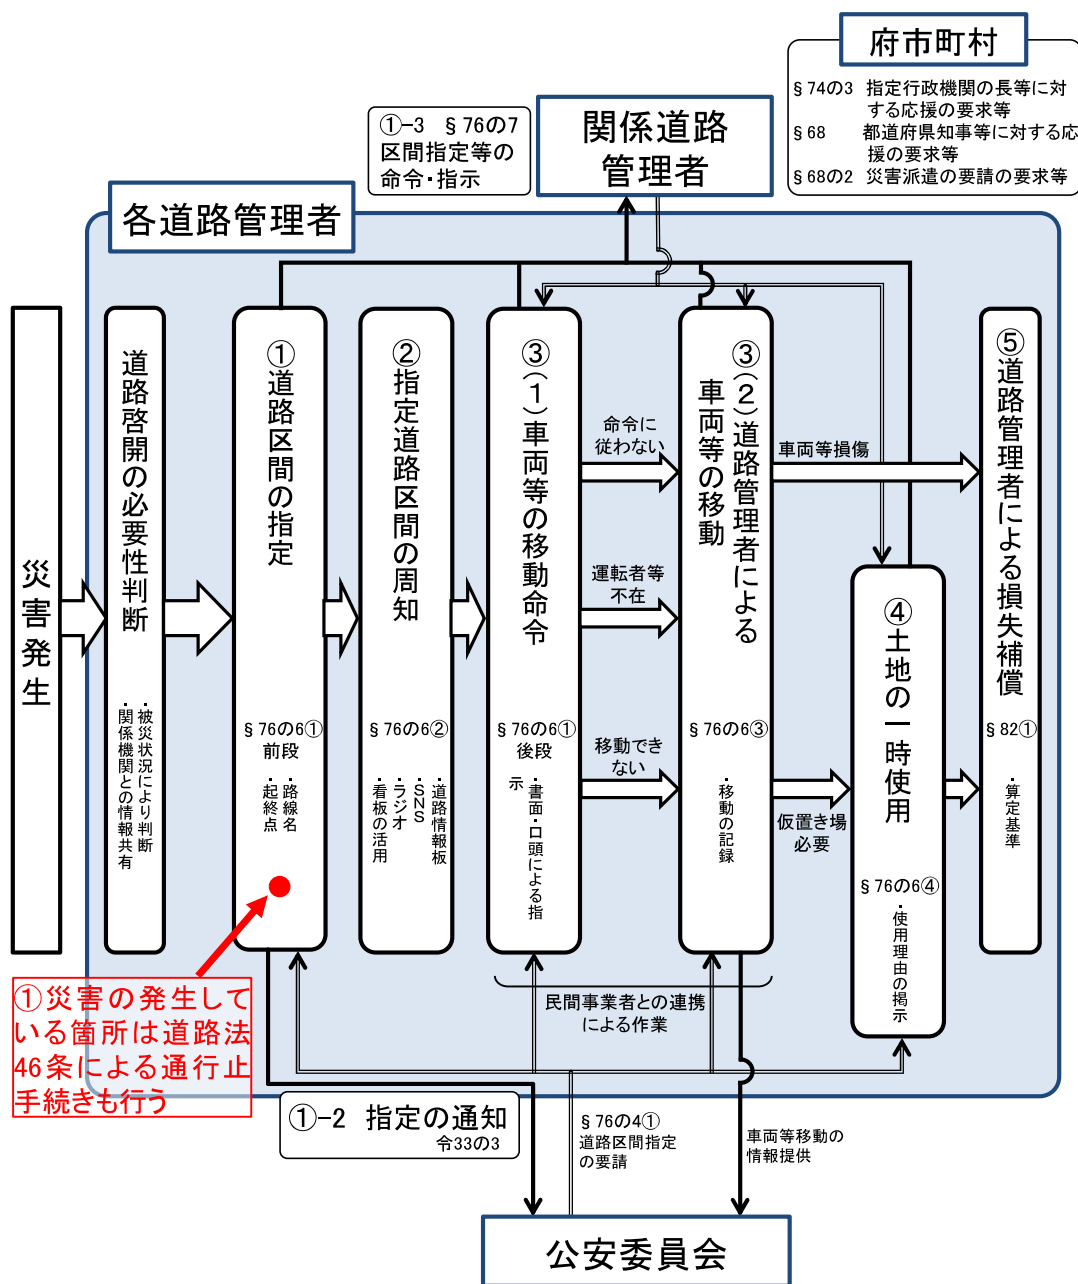 府市町村
§74の3 指定行政機関の長等に対
する応援の要求等
§68 都道府県知事等に対する応
援の要求等
§68の2 災害派遣の要請の要求等
①-3 §76の7
区間指定等の
命令・指示
関係道路
管理者
各道路管理者
災害発生
道路啓開の必要性判断
・被災状況により判断
・関係機関との情報共有
①道路区間の指定
§76の6①
前段
・路線名
・起終点
②指定道路区間の周知
§76の6②
・道路情報板
・SNS
・ラジオ
・看板の活用
③(1)車両等の移動命令
§76の6①
後段
・書面・口頭による指
示
命令に
従わない
運転者等
不在
移動でき
ない
③(2)道路管理者による
車両等の移動
§76の6③
・移動の記録
車両等損傷
仮置き場
必要
④土地の一時使用
§76の6④
・使用理由の掲示
⑤道路管理者による損失補償
§82①
・算定基準
民間事業者との連携
による作業
①災害の発生して
いる箇所は道路法
46条による通行止
手続きも行う
①-2 指定の通知
令33の3
§76の4①
道路区間指定
の要請
車両等移動の
情報提供
公安委員会